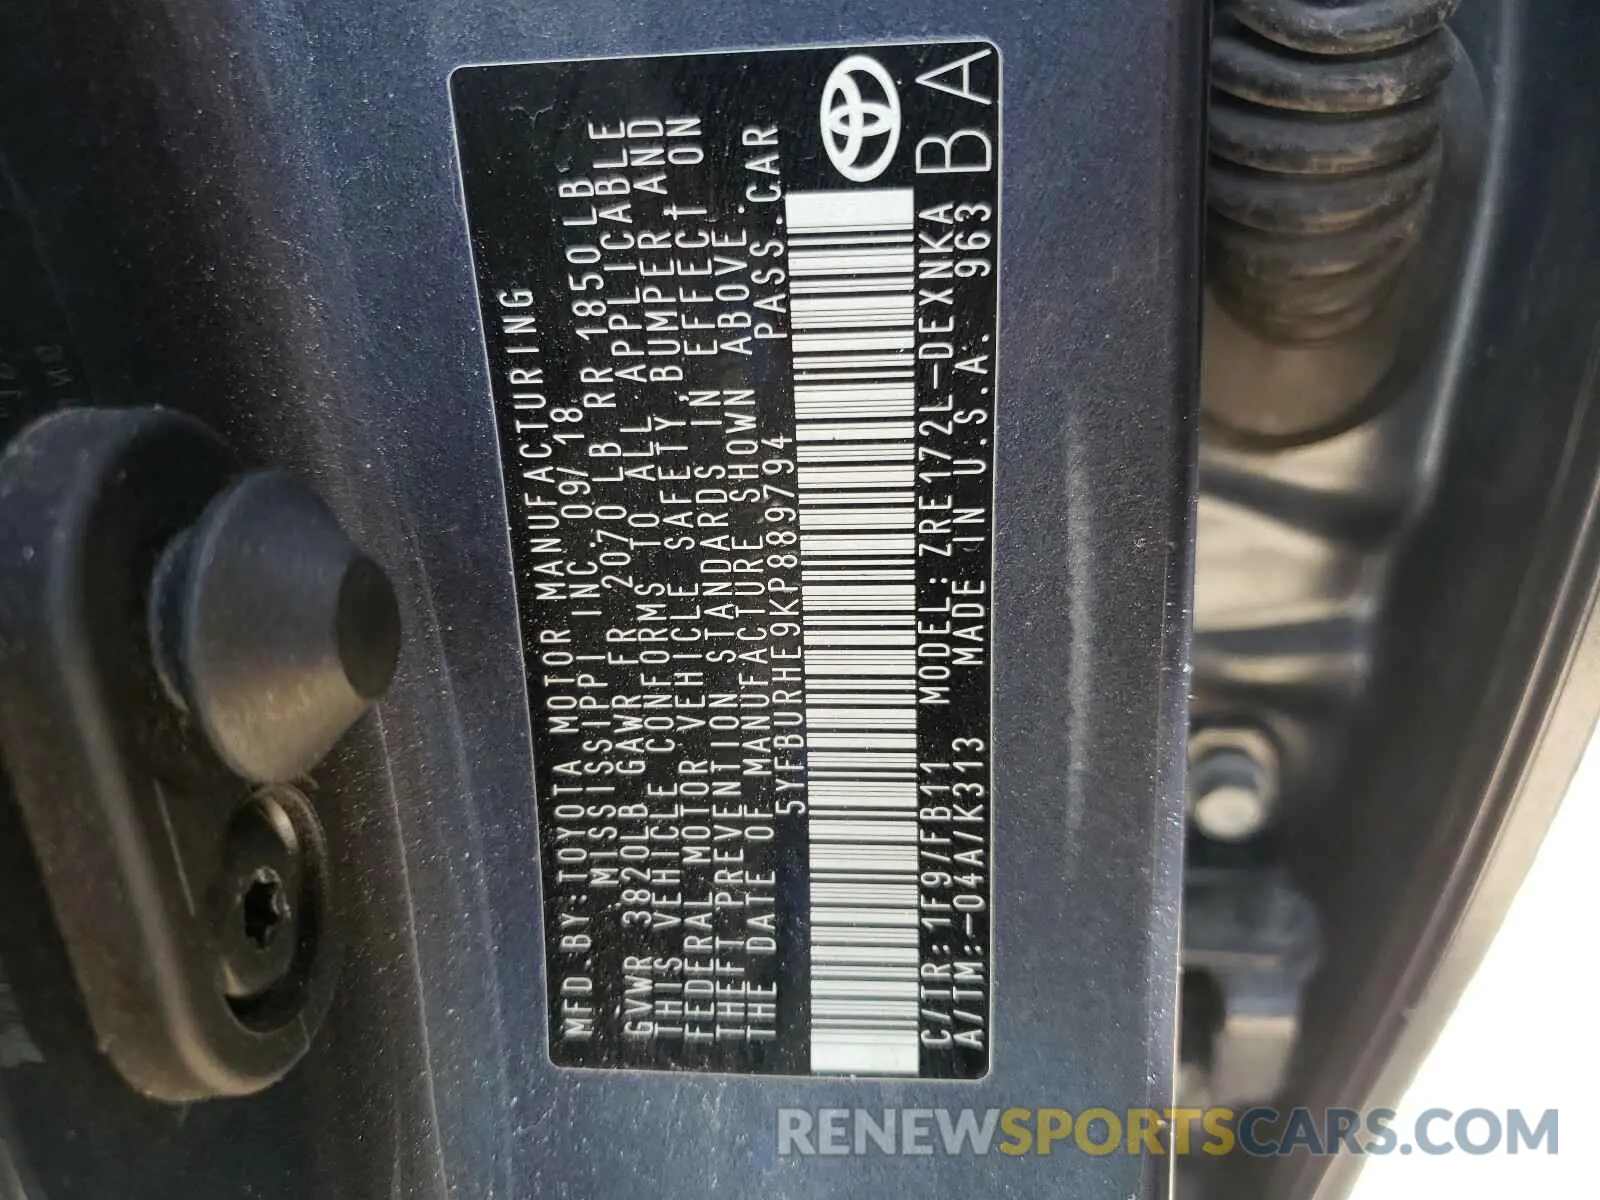 MFD.BY:TOYOTA MOTOR MANUFACTURING
MISSISSIPPI INC.09/18
GVWR 3820LB GAWR FR 2070 LB RR 1850LB
THIS VEHICLE CONFORMS TO ALL APPLICABLE
FEDERAL MOTOR VEHICLE SAFETY,BUMPER,AND
THEFT PREVENTION STANDARDS IN EFFECT ON
THE DATE OF MANUFACTURE SHOWN ABOVE.
5YFBURHE9KP889794 PASS.CAR
C/TR:1F9/FB11 MODEL:ZRE172L-DEXNKA
A/TM:-04A/K313 MADE IN U.S.A. 963
BA
RENEWSPORTSCARS.COM